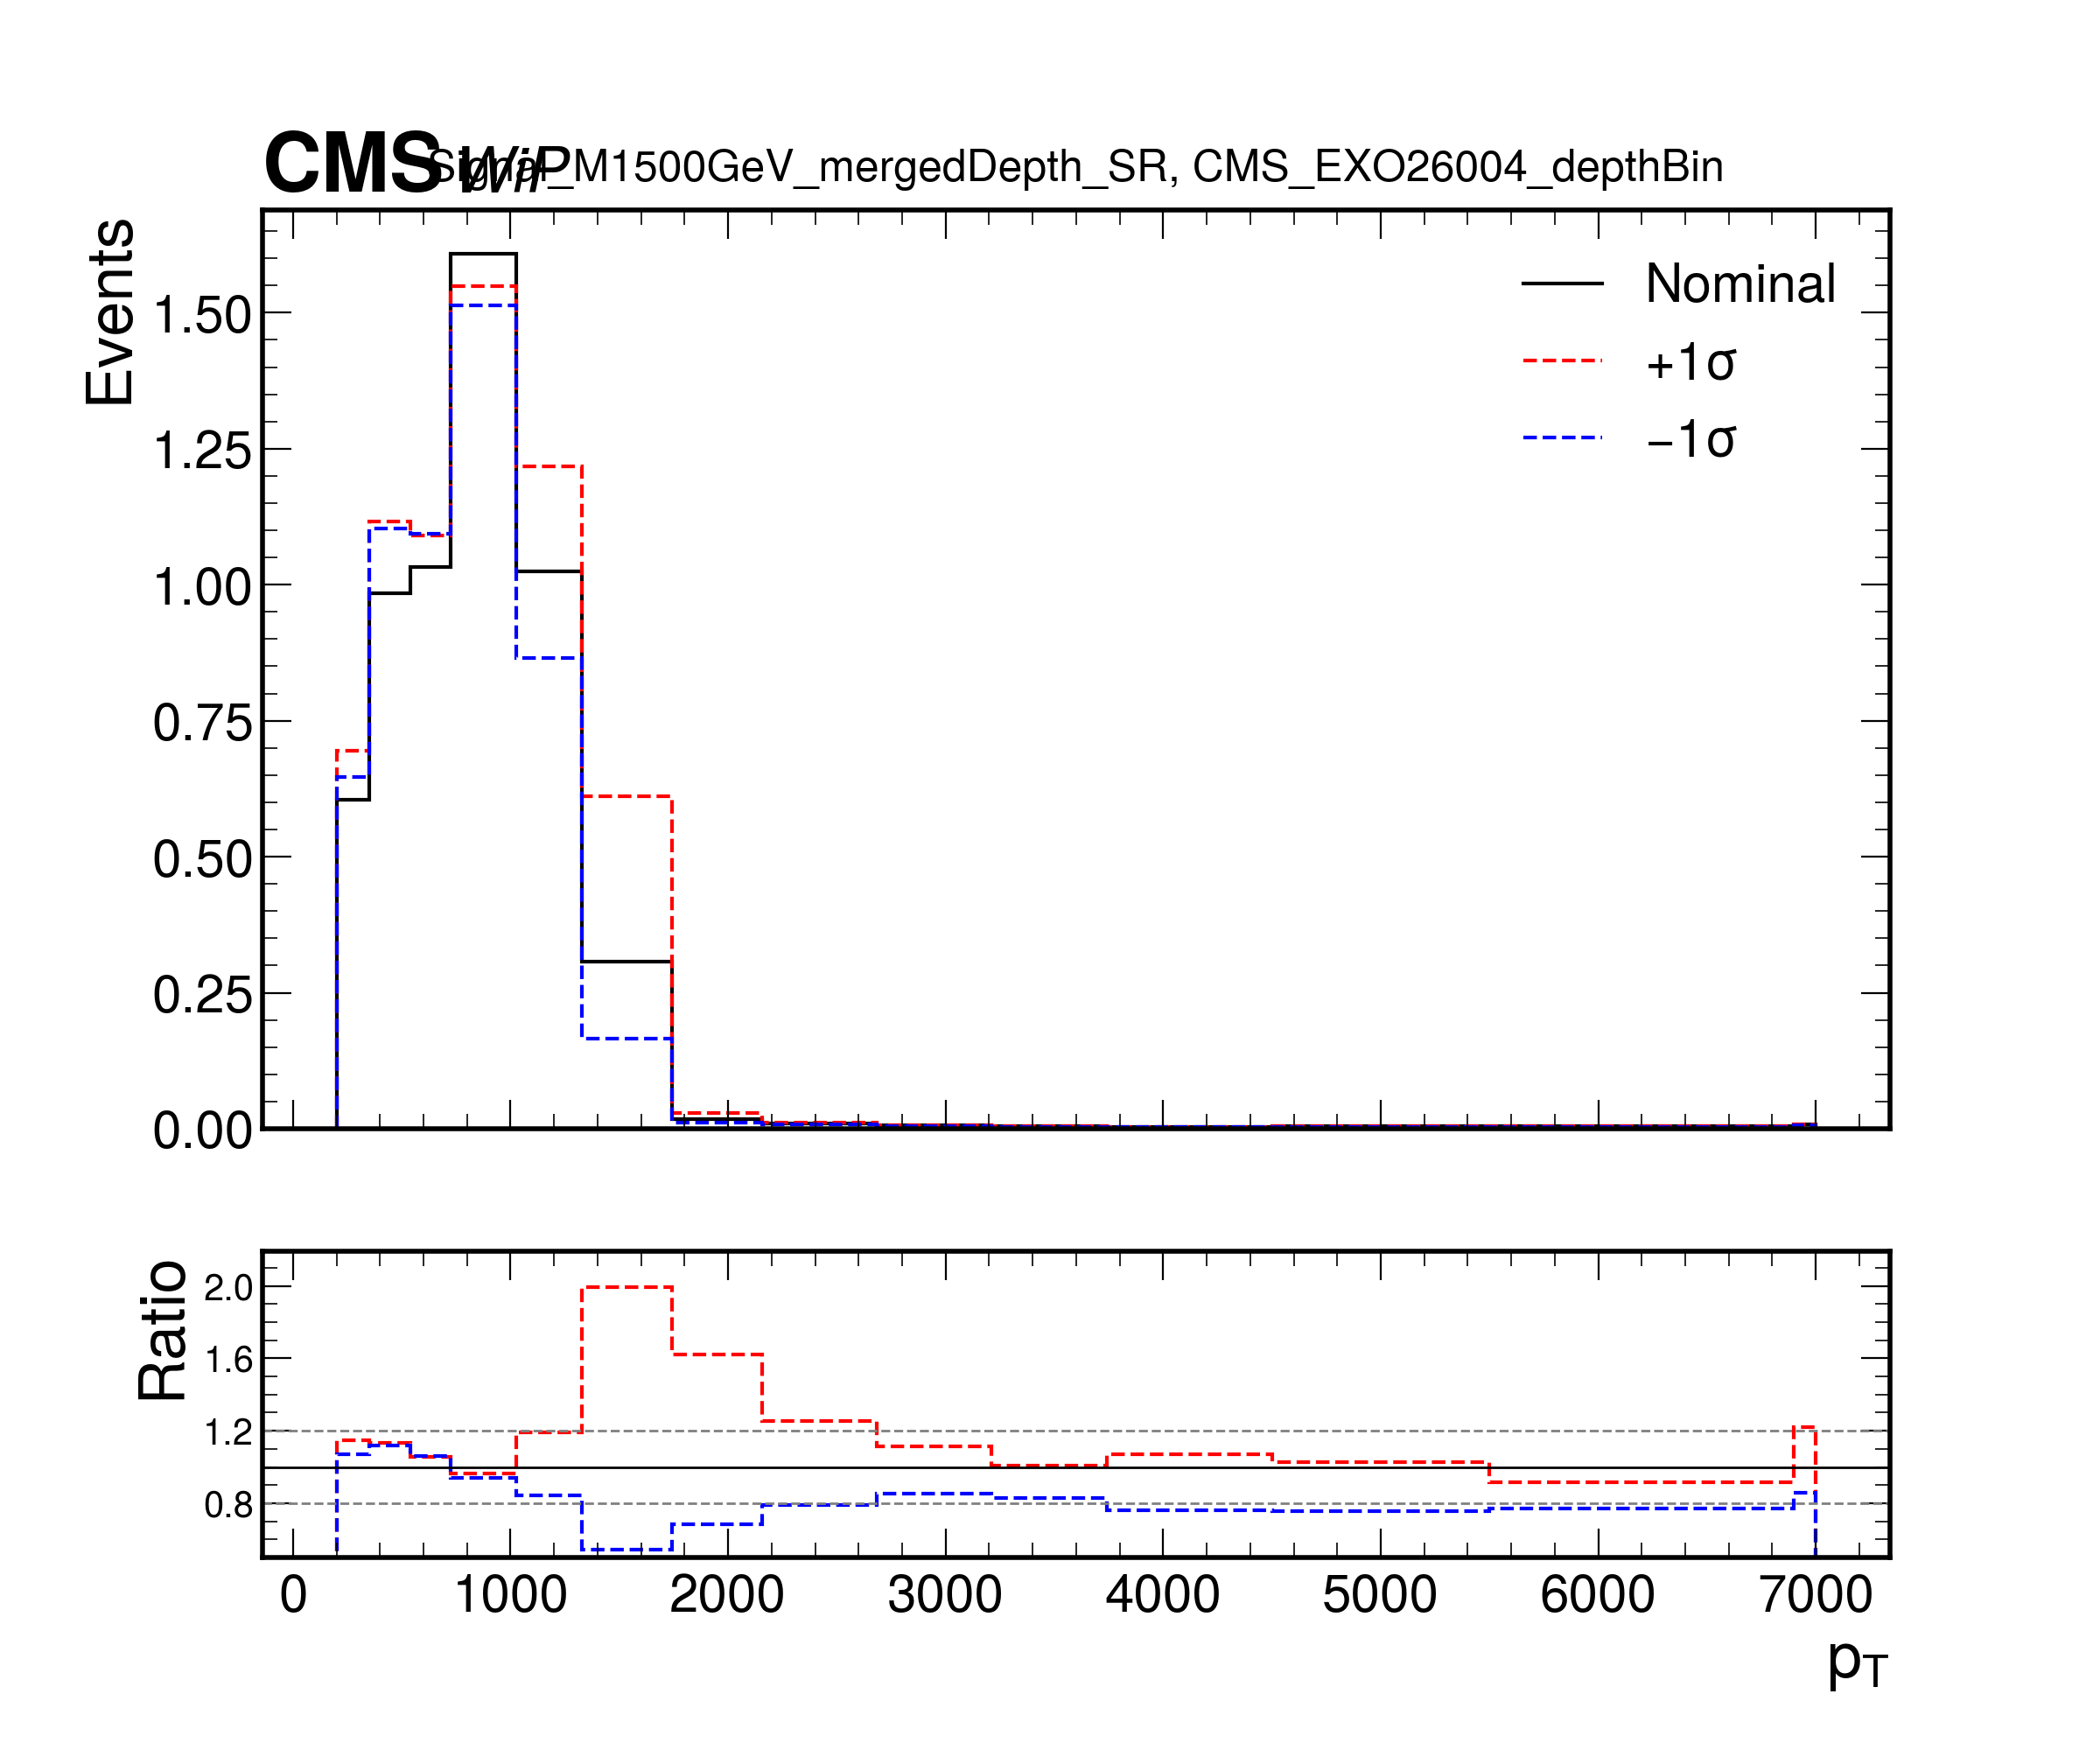 CMS WiP Signal_M1500GeV_mergedDepth_SR, CMS_EXO26004_depthBin
Events
1.50
1.25
1.00
0.75
0.50
0.25
0.00
Nominal
+1σ
−1σ
Ratio
2.0
1.6
1.2
0.8
0 1000 2000 3000 4000 5000 6000 7000
pT